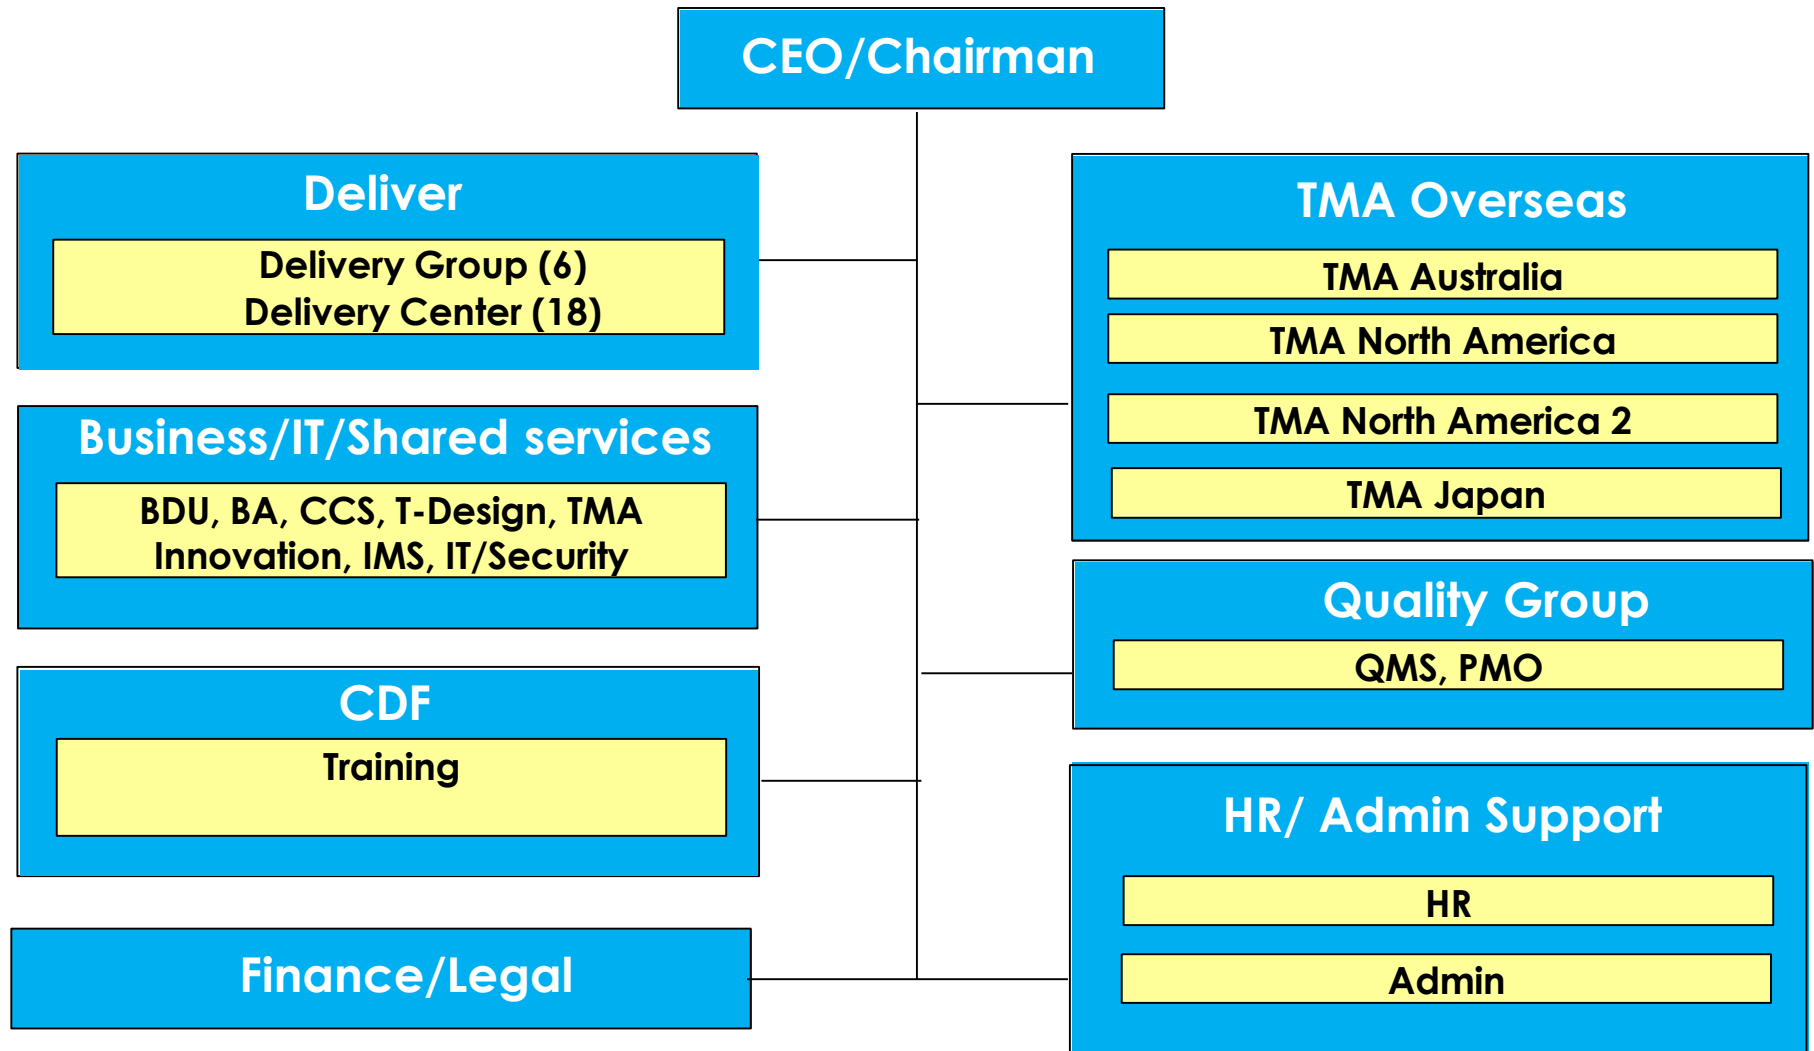 CEO/Chairman
Deliver
Delivery Group (6)
Delivery Center (18)
Business/IT/Shared services
BDU, BA, CCS, T-Design, TMA
Innovation, IMS, IT/Security
CDF
Training
Finance/Legal
TMA Overseas
TMA Australia
TMA North America
TMA North America 2
TMA Japan
Quality Group
QMS, PMO
HR/ Admin Support
HR
Admin